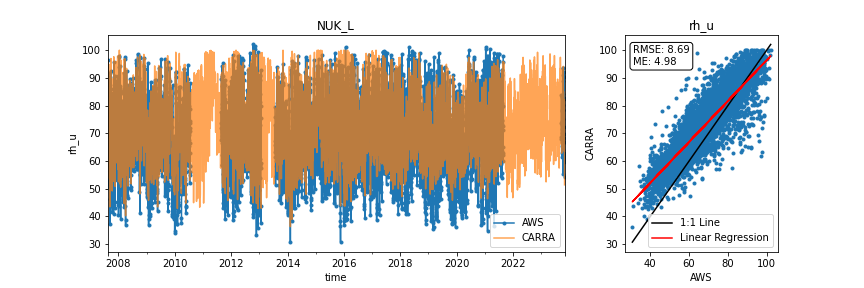 NUK_L
rh_u
100
90
80
70
60
50
40
30
2008
2010
2012
2014
2016
2018
2020
2022
time
AWS
CARRA
rh_u
CARRA
100
90
80
70
60
50
40
30
RMSE: 8.69
ME: 4.98
1:1 Line
Linear Regression
40
60
80
100
AWS